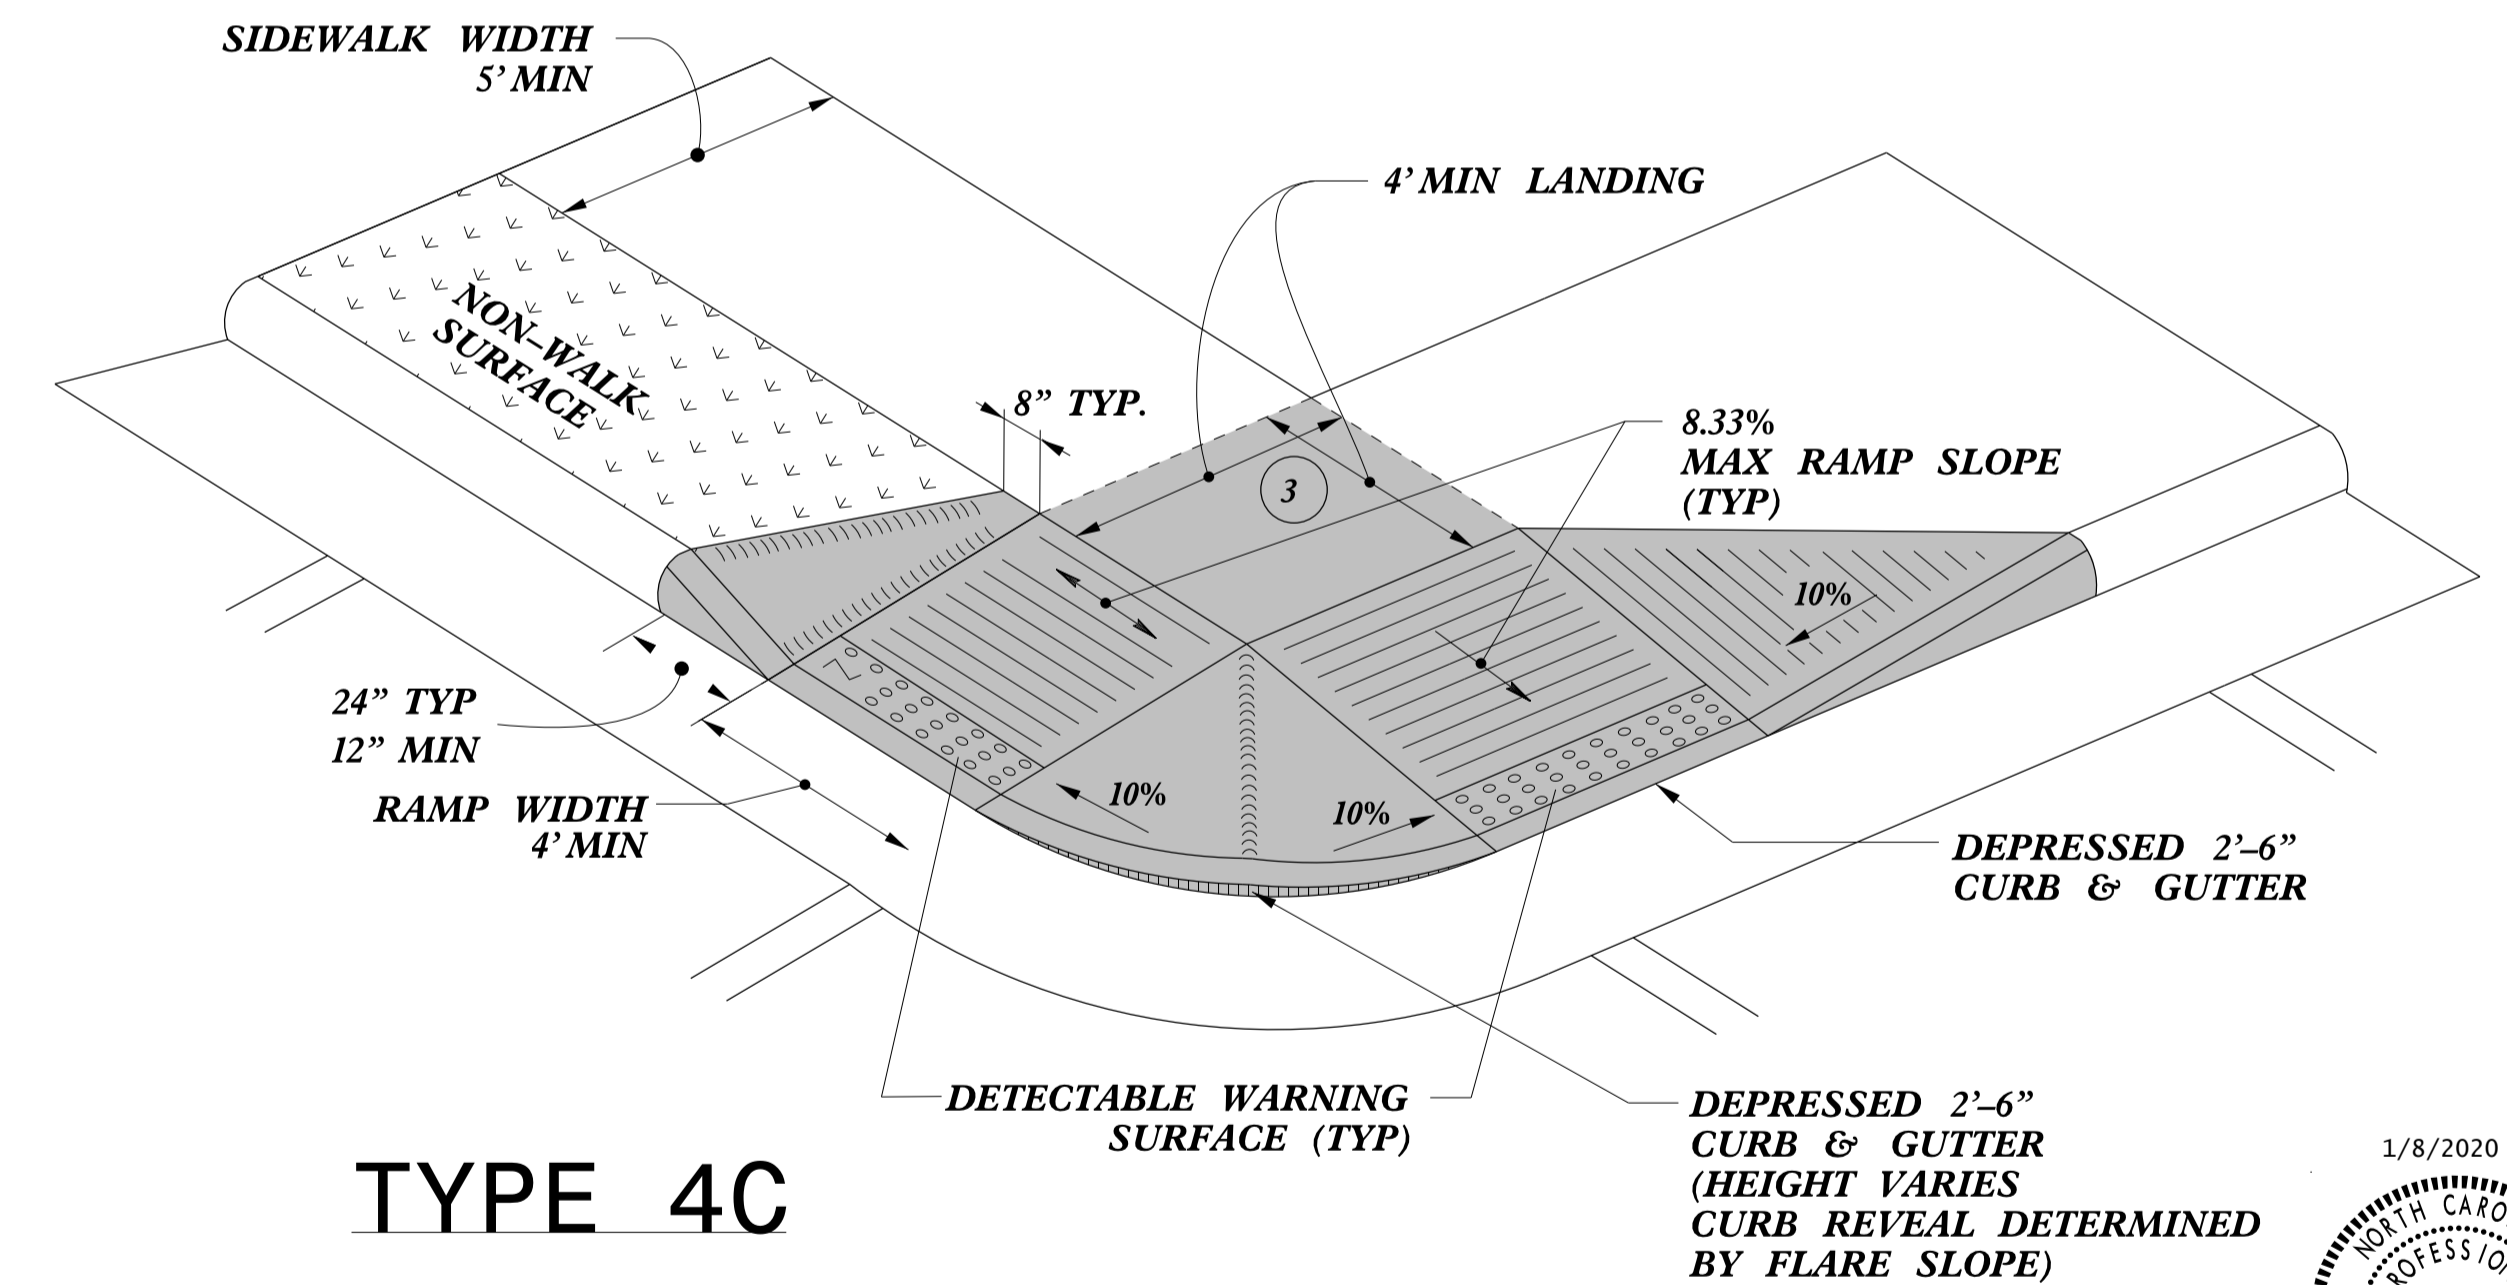 SIDEWALK WIDTH
5' MIN
4' MIN LANDING
NON-WALK
SURFACE
8" TYP.
3
8.33%
MAX RAMP SLOPE
(TYP)
10%
24" TYP
12" MIN
RAMP WIDTH
4' MIN
10%
10%
DEPRESSED 2'-6"
CURB & GUTTER
DETECTABLE WARNING
SURFACE (TYP)
DEPRESSED 2'-6"
CURB & GUTTER
(HEIGHT VARIES
CURB REVEAL DETERMINED
BY FLARE SLOPE)
TYPE 4C
1/8/2020
NORTH